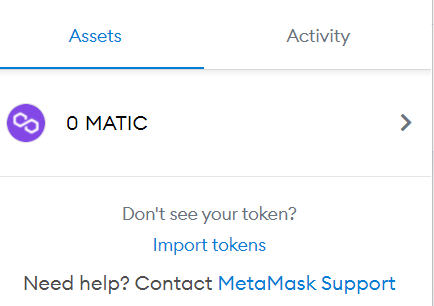 Assets Activity
0 MATIC
Don't see your token?
Import tokens
Need help? Contact MetaMask Support